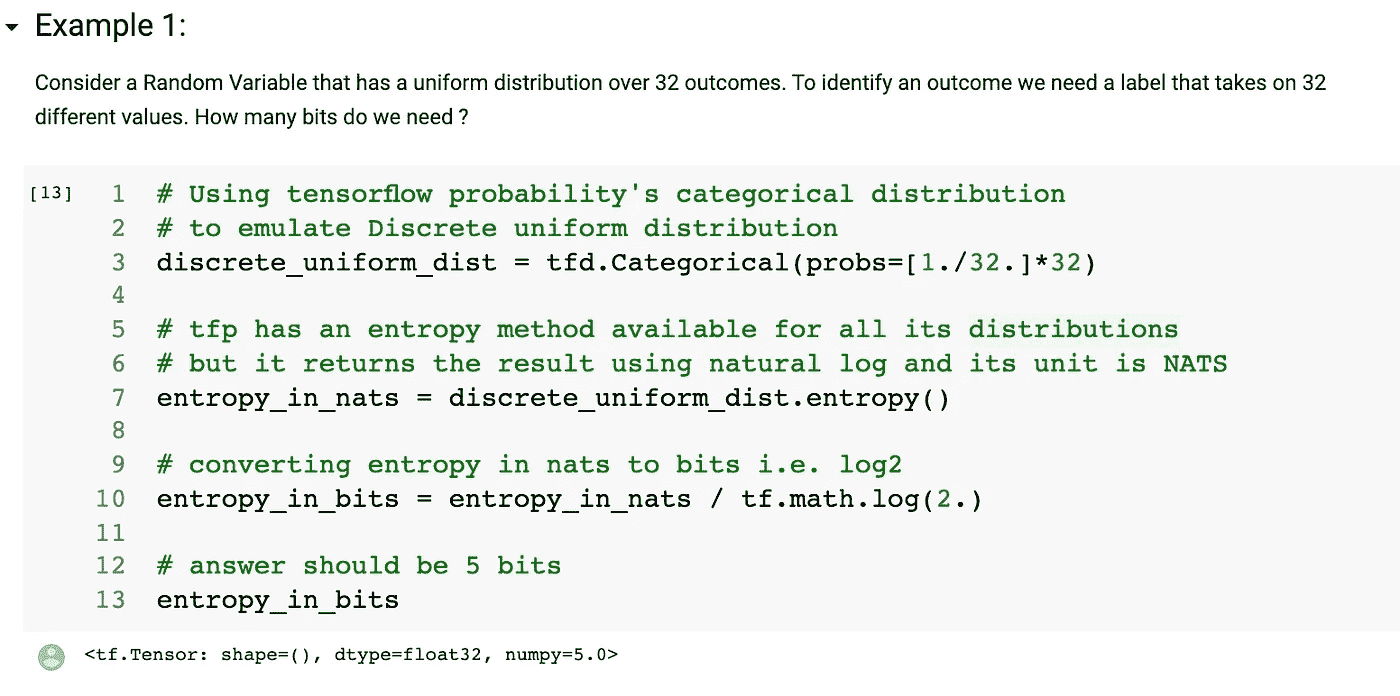 Example 1:
Consider a Random Variable that has a uniform distribution over 32 outcomes. To identify an outcome we need a label that takes on 32
different values. How many bits do we need ?
[13] 1 # Using tensorflow probability's categorical distribution
2 # to emulate Discrete uniform distribution
3 discrete_uniform_dist = tfd.Categorical(probs=[1./32.]*32)
4
5 # tfp has an entropy method available for all its distributions
6 # but it returns the result using natural log and its unit is NATS
7 entropy_in_nats = discrete_uniform_dist.entropy()
8
9 # converting entropy in nats to bits i.e. log2
10 entropy_in_bits = entropy_in_nats / tf.math.log(2.)
11
12 # answer should be 5 bits
13 entropy_in_bits
<tf.Tensor: shape=(), dtype=float32, numpy=5.0>